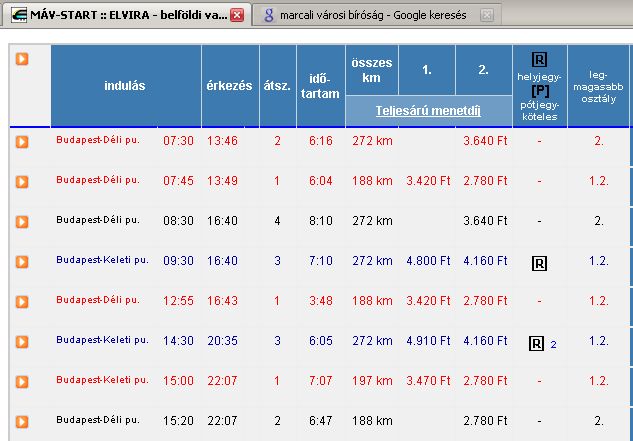 MÁV-START :: ELVIRA - belföldi va...
marcali városi bíróság - Google keresés
indulás érkezés átsz. idő-tartam összes km 1. 2. R helyjegy- [P] pótjegy-köteles leg-magasabb osztály
Teljesárú menetdíj
Budapest-Déli pu. 07:30 13:46 2 6:16 272 km 3.640 Ft - 2.
Budapest-Déli pu. 07:45 13:49 1 6:04 188 km 3.420 Ft 2.780 Ft - 1.2.
Budapest-Déli pu. 08:30 16:40 4 8:10 272 km 3.640 Ft - 2.
Budapest-Keleti pu. 09:30 16:40 3 7:10 272 km 4.800 Ft 4.160 Ft R 1.2.
Budapest-Déli pu. 12:55 16:43 1 3:48 188 km 3.420 Ft 2.780 Ft - 1.2.
Budapest-Keleti pu. 14:30 20:35 3 6:05 272 km 4.910 Ft 4.160 Ft R 2 1.2.
Budapest-Keleti pu. 15:00 22:07 1 7:07 197 km 3.470 Ft 2.780 Ft - 1.2.
Budapest-Déli pu. 15:20 22:07 2 6:47 188 km 2.780 Ft - 2.